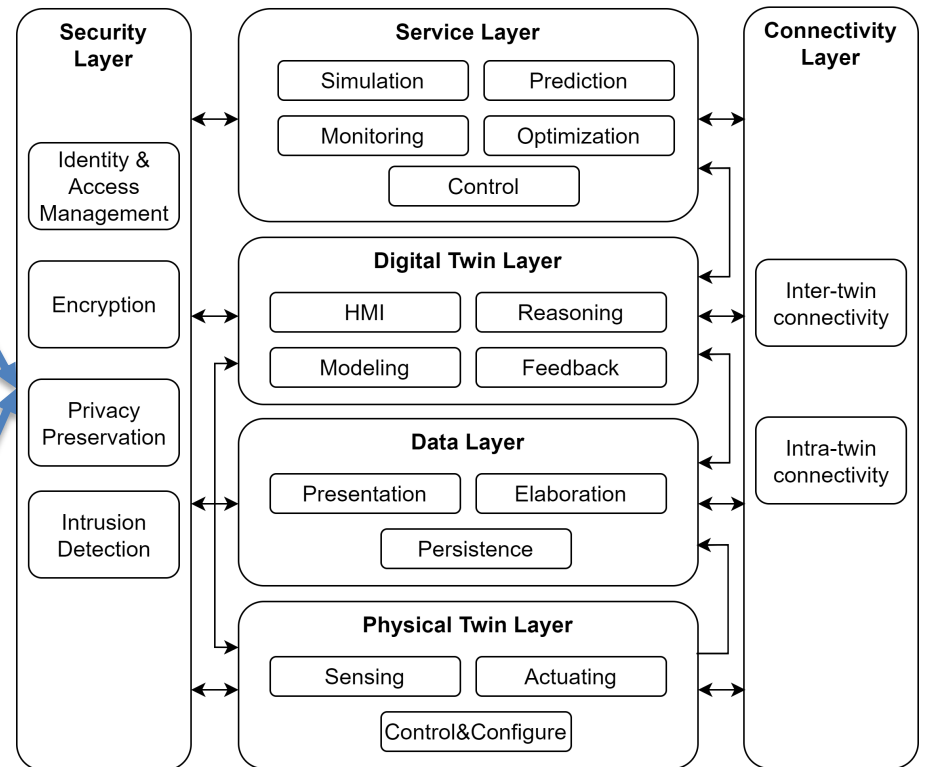 Security
Layer
Identity &
Access
Management
Encryption
Privacy
Preservation
Intrusion
Detection
Service Layer
Simulation
Prediction
Monitoring
Optimization
Control
Digital Twin Layer
HMI
Reasoning
Modeling
Feedback
Data Layer
Presentation
Elaboration
Persistence
Physical Twin Layer
Sensing
Actuating
Control&Configure
Connectivity
Layer
Inter-twin
connectivity
Intra-twin
connectivity